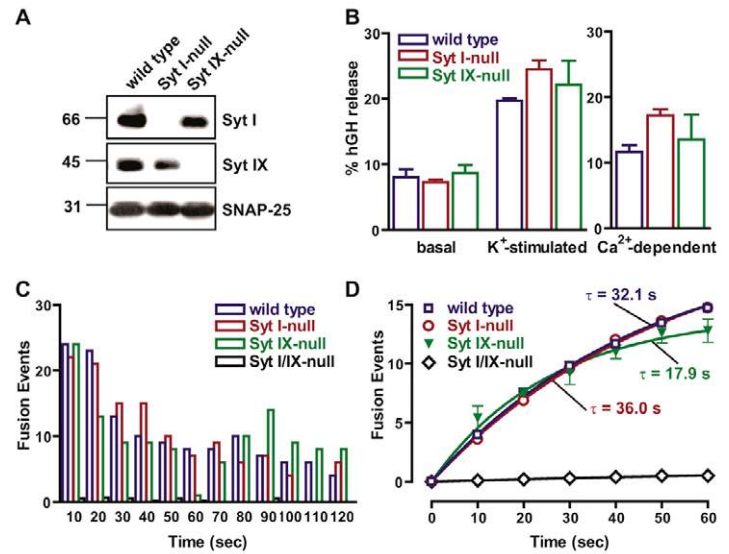 A
wild type
Syt I-null
Syt IX-null
66
Syt I
45
Syt IX
31
SNAP-25
B
% hGH release
30
20
10
0
wild type
Syt I-null
Syt IX-null
basal
K+-stimulated
30
20
10
0
Ca2+-dependent
C
Fusion Events
30
20
10
0
wild type
Syt I-null
Syt IX-null
Syt I/IX-null
10 20 30 40 50 60 70 80 90 100 110 120
Time (sec)
D
Fusion Events
15
10
5
0
wild type
Syt I-null
Syt IX-null
Syt I/IX-null
τ = 32.1 s
τ = 17.9 s
τ = 36.0 s
0 10 20 30 40 50 60
Time (sec)